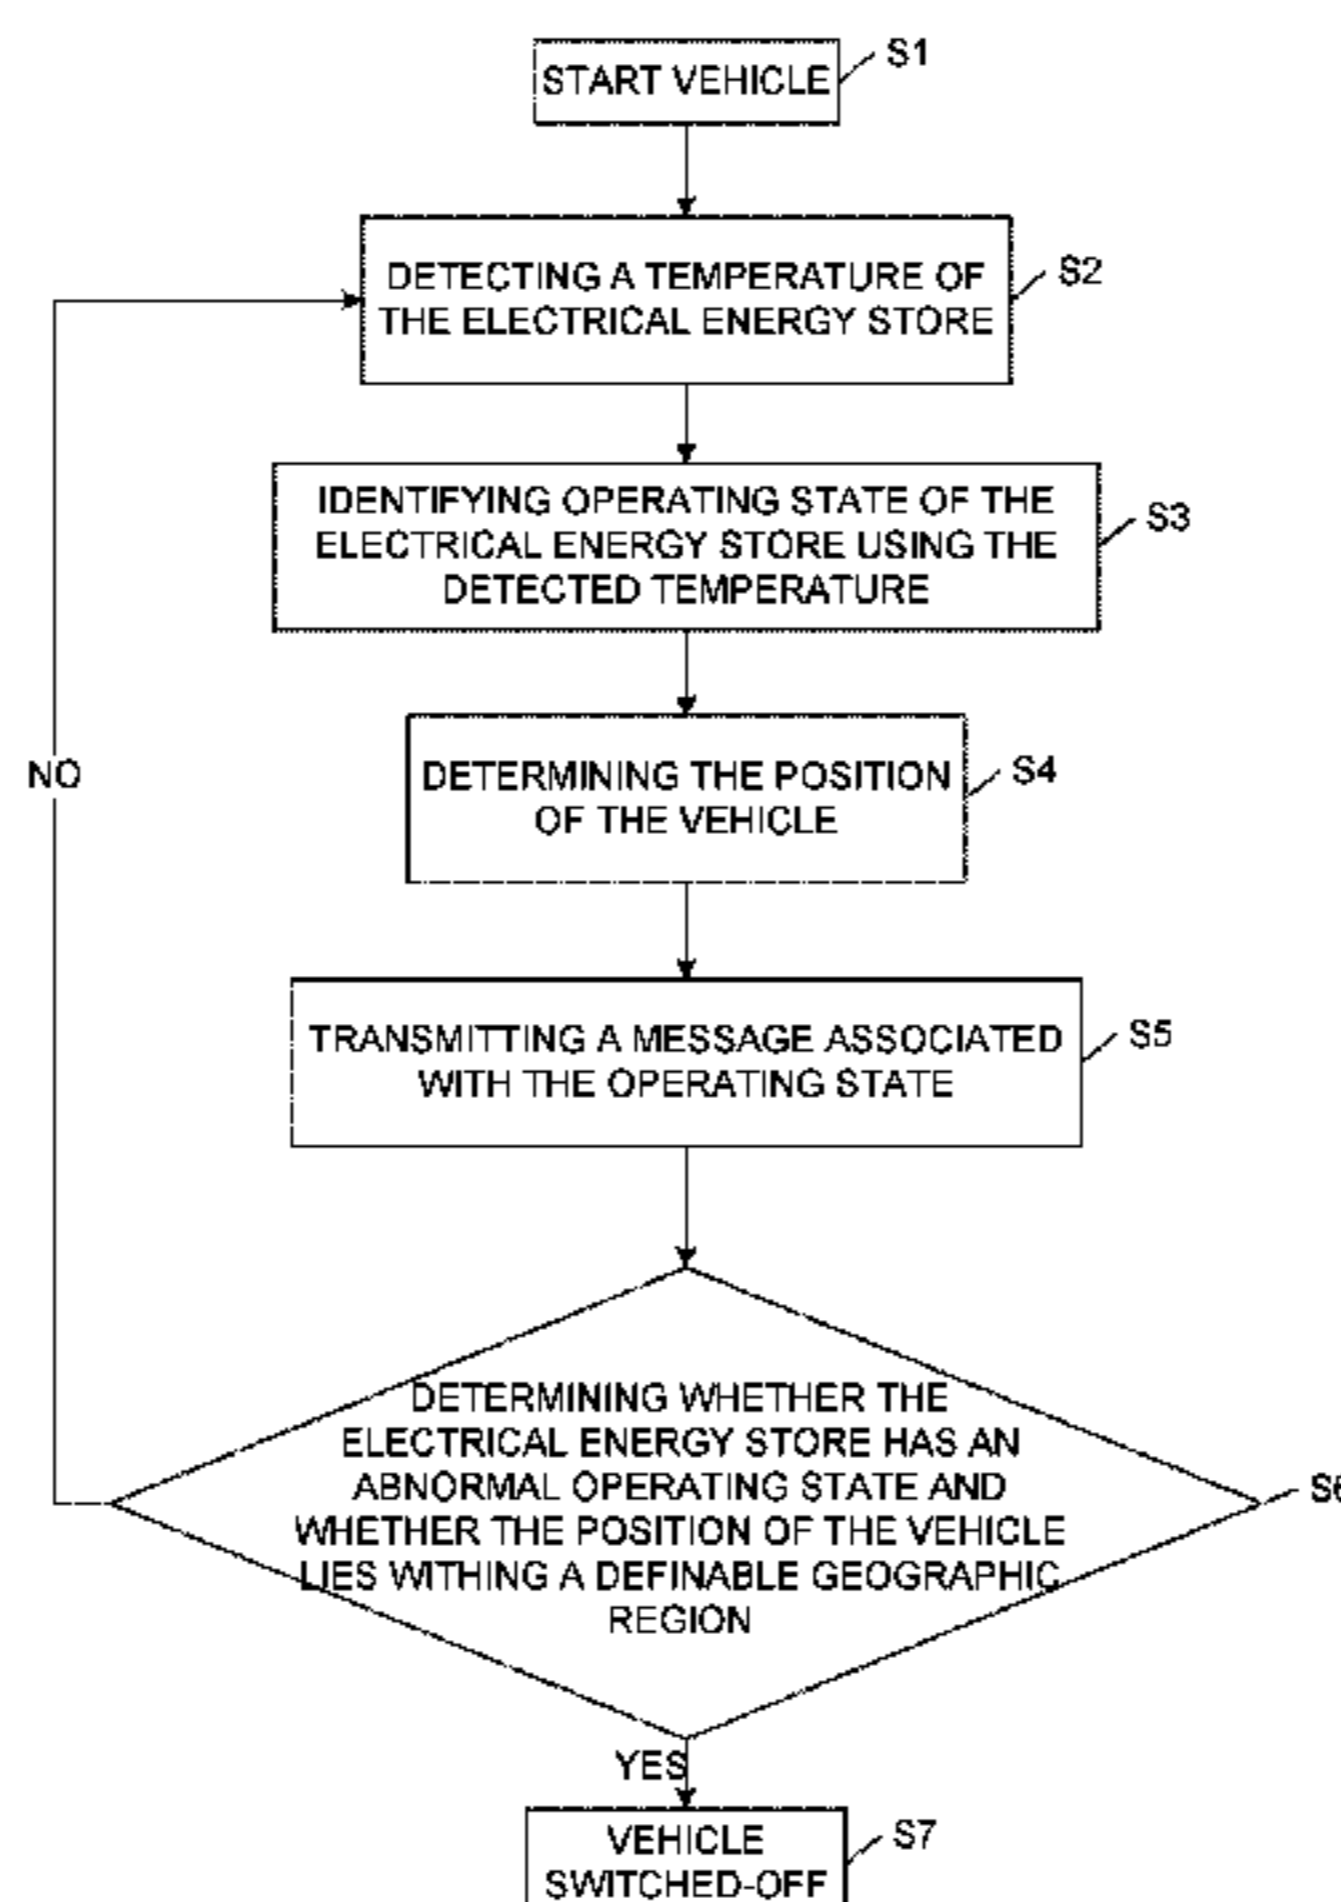 START VEHICLE
S1
DETECTING A TEMPERATURE OF
THE ELECTRICAL ENERGY STORE
S2
IDENTIFYING OPERATING STATE OF THE
ELECTRICAL ENERGY STORE USING THE
DETECTED TEMPERATURE
S3
NO
DETERMINING THE POSITION
OF THE VEHICLE
S4
TRANSMITTING A MESSAGE ASSOCIATED
WITH THE OPERATING STATE
S5
DETERMINING WHETHER THE
ELECTRICAL ENERGY STORE HAS AN
ABNORMAL OPERATING STATE AND
WHETHER THE POSITION OF THE VEHICLE
LIES WITHING A DEFINABLE GEOGRAPHIC
REGION
S6
YES
VEHICLE
SWITCHED-OFF
S7